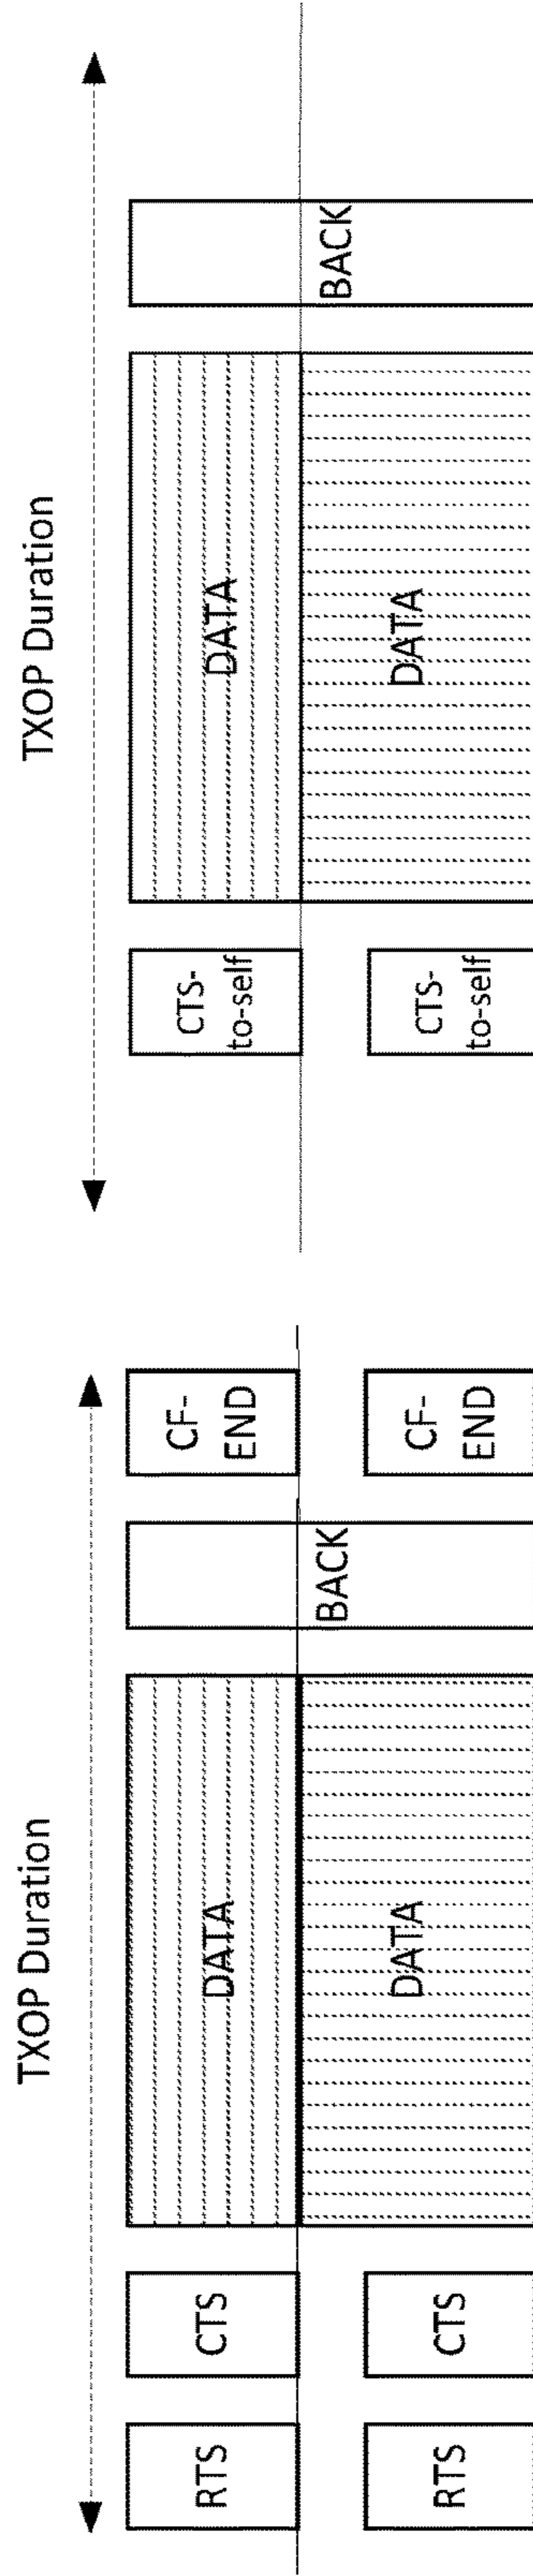 TXOP Duration
RTS
CTS
DATA
BACK
CF-
END
RTS
CTS
DATA
CF-
END
TXOP Duration
CTS-
to-self
DATA
BACK
CTS-
to-self
DATA